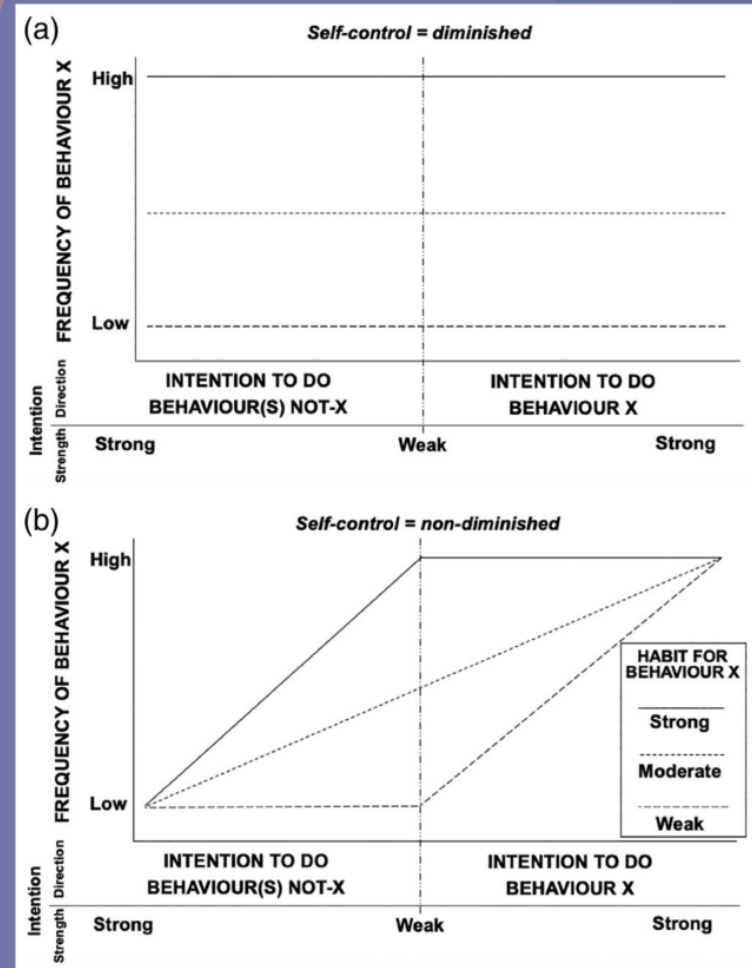 (a)
Self-control = diminished
FREQUENCY OF BEHAVIOUR X
High
Low
Intention
Direction
INTENTION TO DO
BEHAVIOUR(S) NOT-X
INTENTION TO DO
BEHAVIOUR X
Strength
Strong
Weak
Strong
(b)
Self-control = non-diminished
FREQUENCY OF BEHAVIOUR X
High
Low
HABIT FOR
BEHAVIOUR X
Strong
Moderate
Weak
Intention
Direction
INTENTION TO DO
BEHAVIOUR(S) NOT-X
INTENTION TO DO
BEHAVIOUR X
Strength
Strong
Weak
Strong